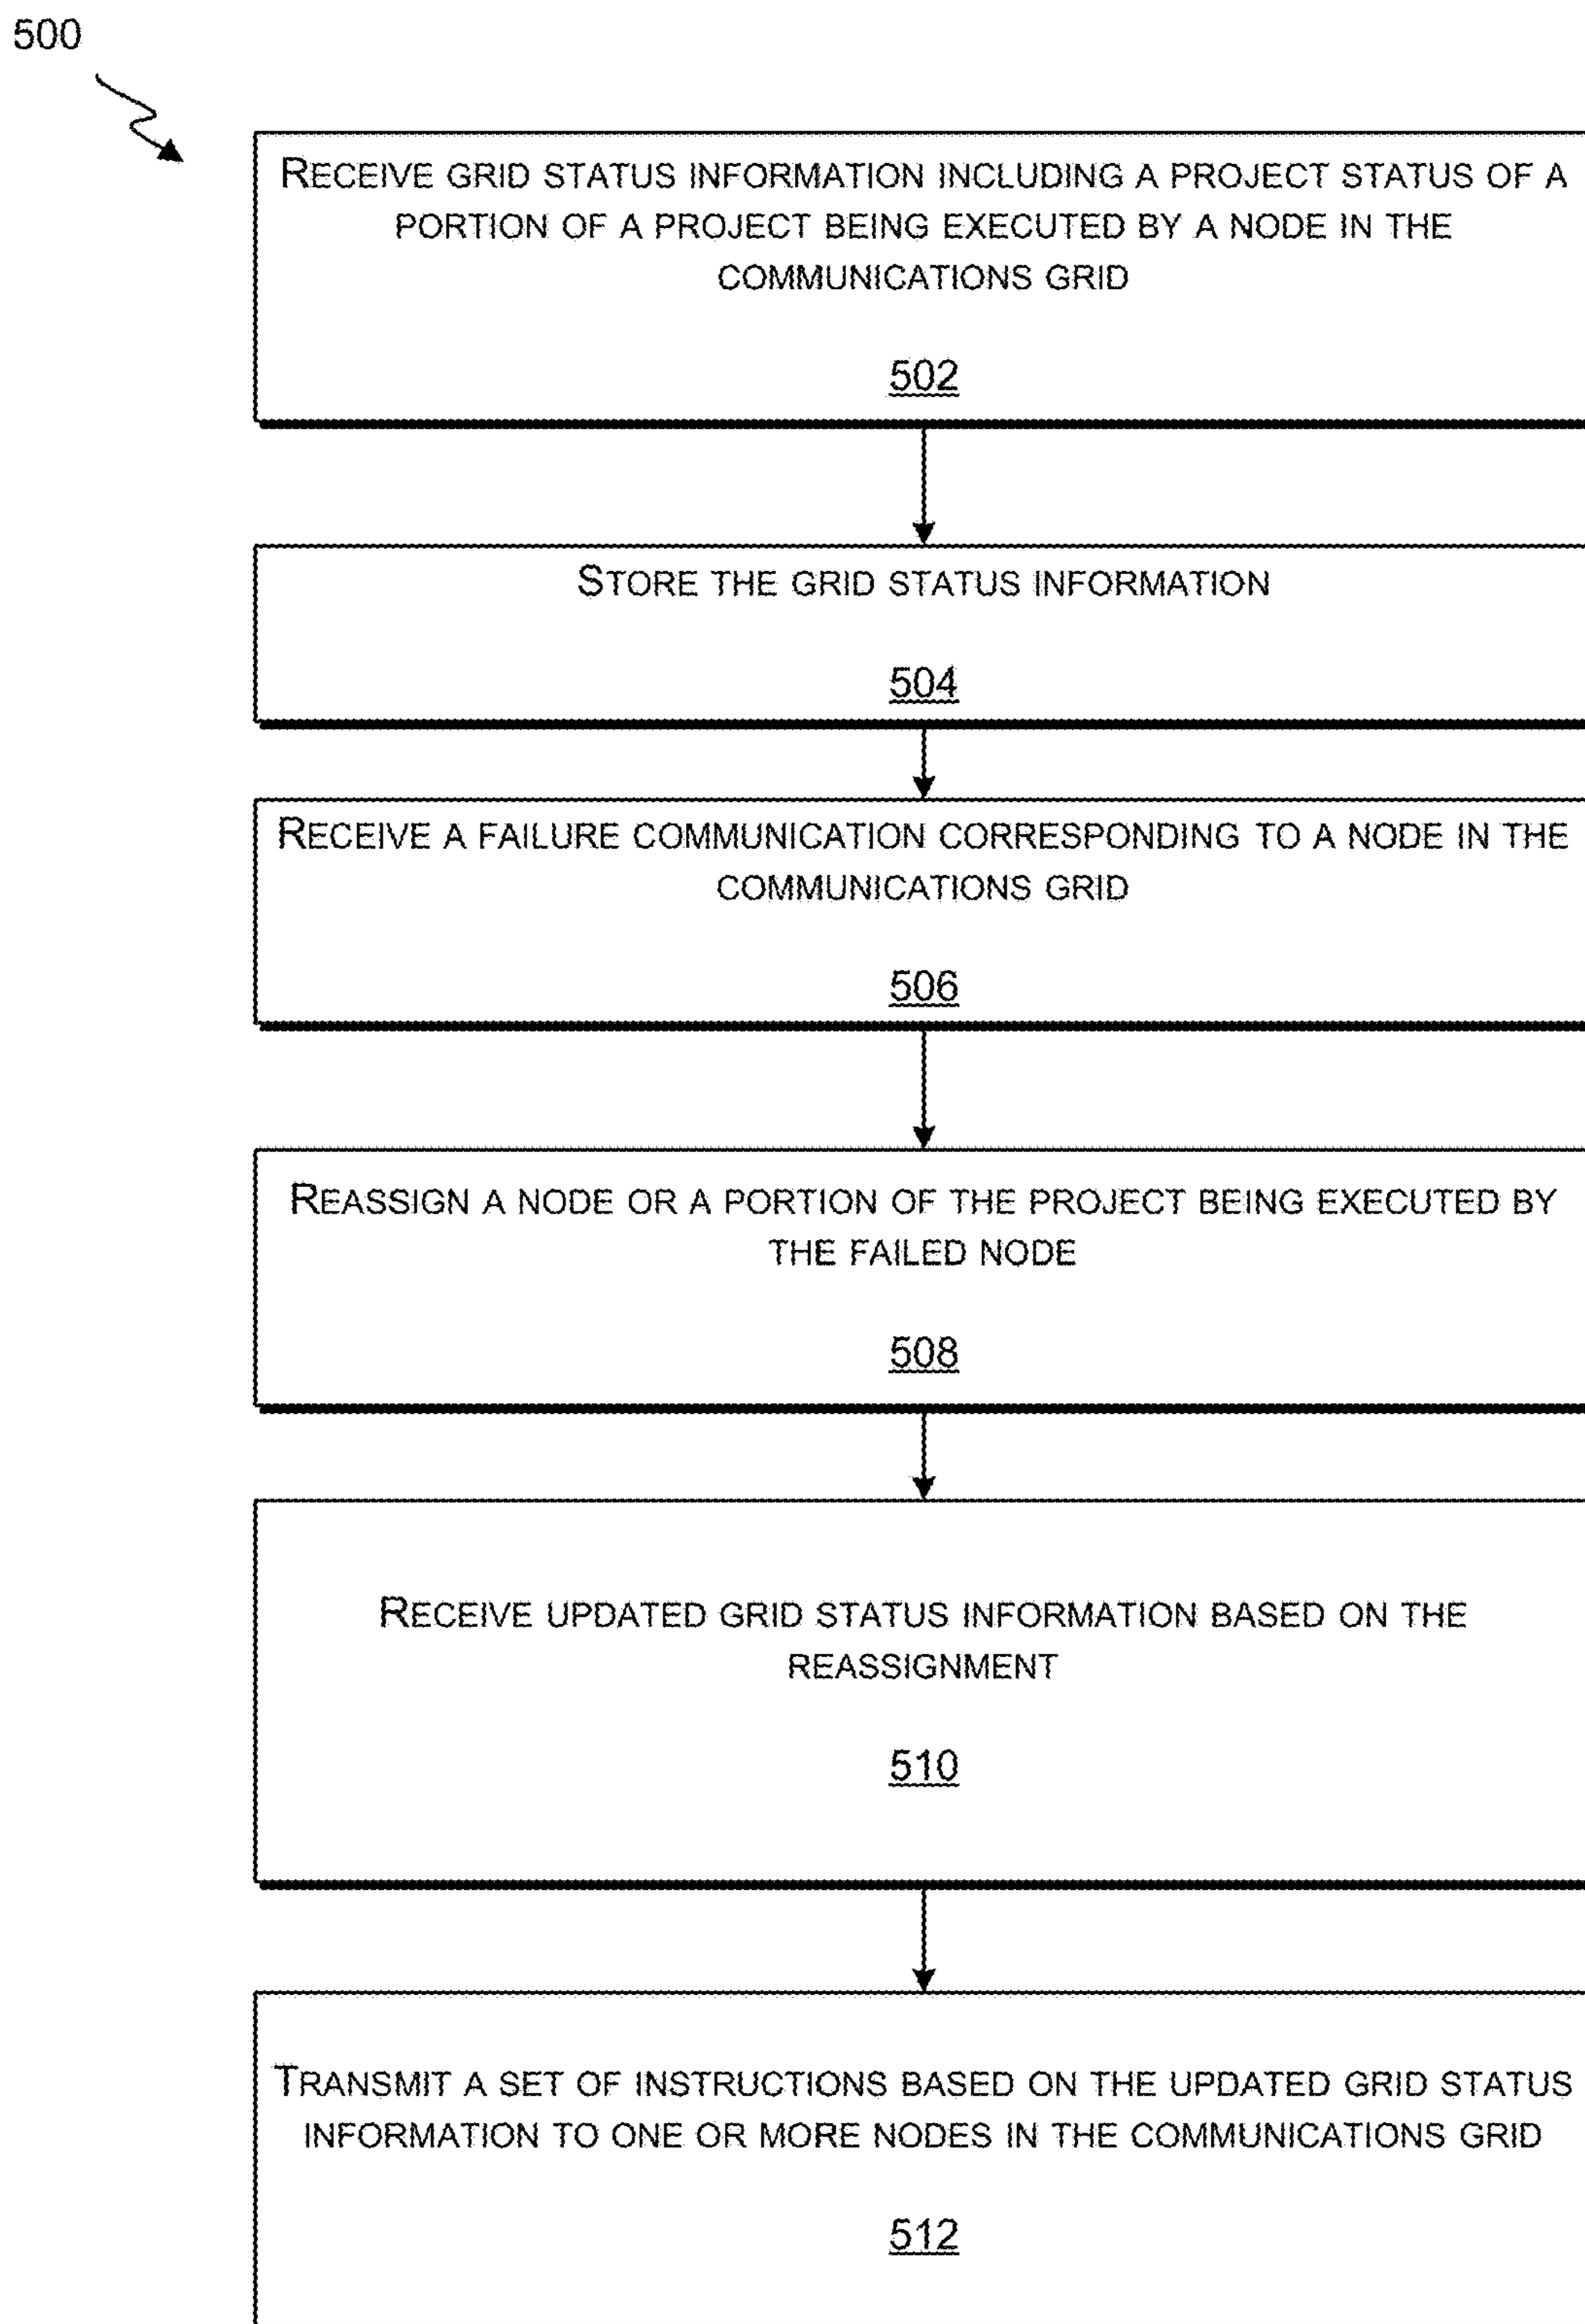 500
RECEIVE GRID STATUS INFORMATION INCLUDING A PROJECT STATUS OF A
PORTION OF A PROJECT BEING EXECUTED BY A NODE IN THE
COMMUNICATIONS GRID
502
STORE THE GRID STATUS INFORMATION
504
RECEIVE A FAILURE COMMUNICATION CORRESPONDING TO A NODE IN THE
COMMUNICATIONS GRID
506
REASSIGN A NODE OR A PORTION OF THE PROJECT BEING EXECUTED BY
THE FAILED NODE
508
RECEIVE UPDATED GRID STATUS INFORMATION BASED ON THE
REASSIGNMENT
510
TRANSMIT A SET OF INSTRUCTIONS BASED ON THE UPDATED GRID STATUS
INFORMATION TO ONE OR MORE NODES IN THE COMMUNICATIONS GRID
512